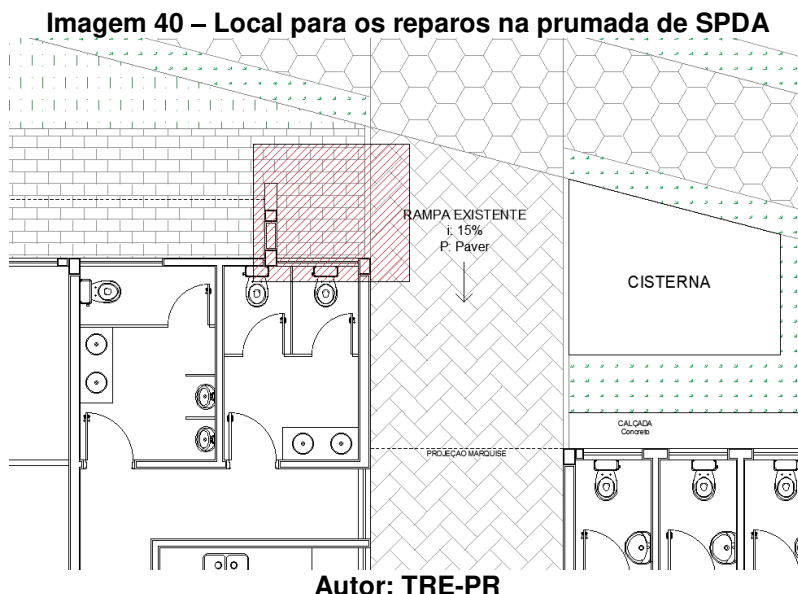 Imagem 40 – Local para os reparos na prumada de SPDA
RAMPA EXISTENTE
i: 15%
P: Paver
CISTERNA
CALÇADA
Concreto
PROJEÇAO MARQUISE
Autor: TRE-PR